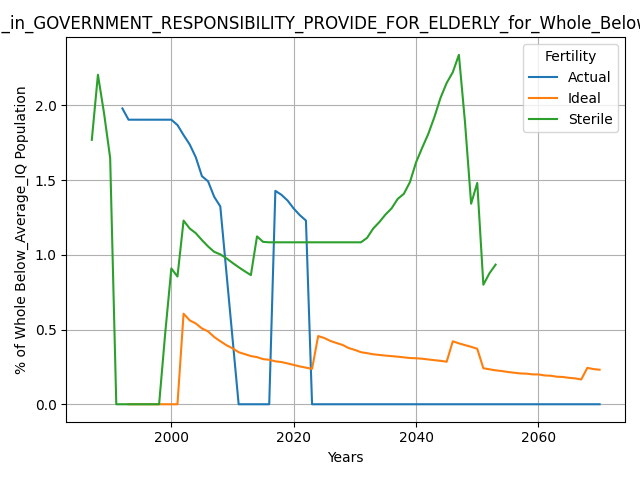 _in_GOVERNMENT_RESPONSIBILITY_PROVIDE_FOR_ELDERLY_for_Whole_Below
Fertility
Actual
Ideal
Sterile
% of Whole Below_Average_IQ Population
2.0
1.5
1.0
0.5
0.0
2000 2020 2040 2060
Years